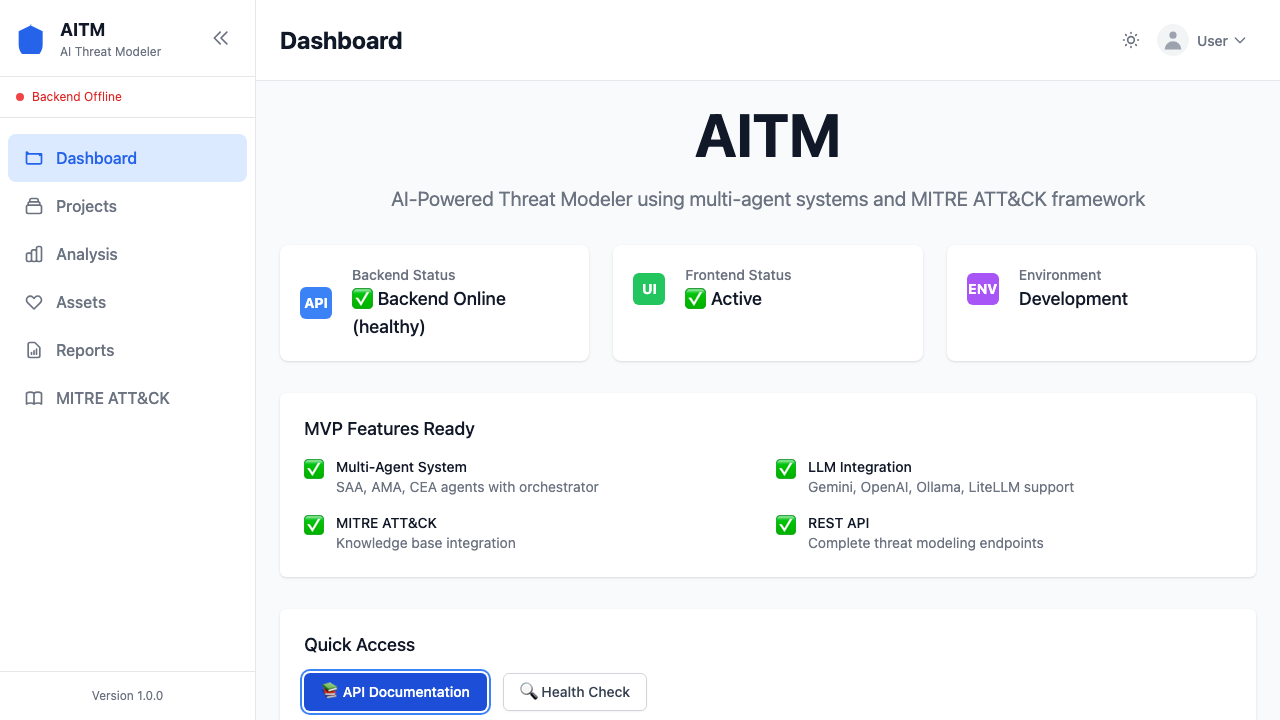 AITM
AI Threat Modeler
Backend Offline
Dashboard
Projects
Analysis
Assets
Reports
MITRE ATT&CK
Version 1.0.0
Dashboard
User
AITM
AI-Powered Threat Modeler using multi-agent systems and MITRE ATT&CK framework
API
Backend Status
✅ Backend Online
(healthy)
UI
Frontend Status
✅ Active
ENV
Environment
Development
MVP Features Ready
✅ Multi-Agent System
SAA, AMA, CEA agents with orchestrator
✅ LLM Integration
Gemini, OpenAI, Ollama, LiteLLM support
✅ MITRE ATT&CK
Knowledge base integration
✅ REST API
Complete threat modeling endpoints
Quick Access
📚 API Documentation
🔍 Health Check